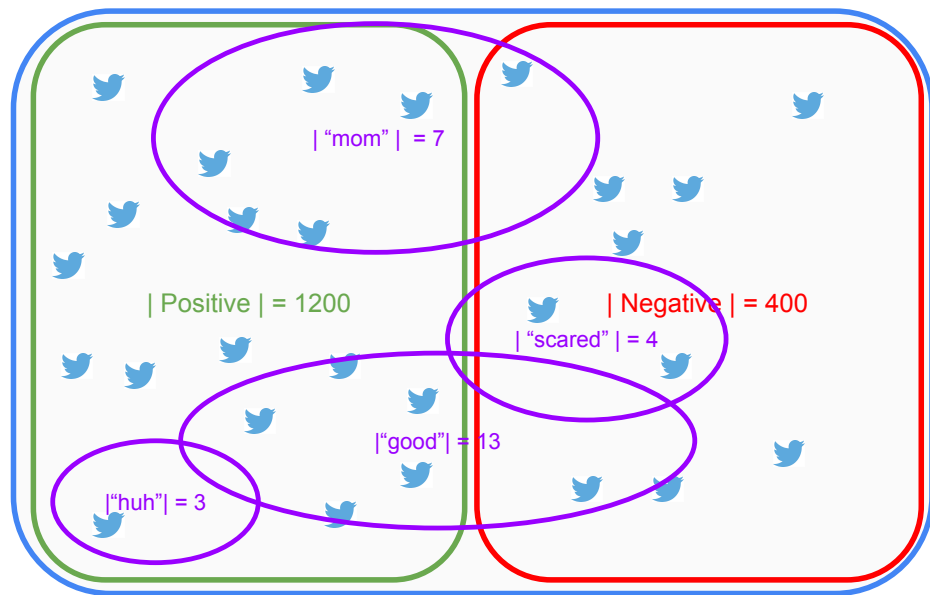 | “mom” |  = 7
| Positive | = 1200
| Negative | = 400
| “scared” | = 4
|“good”| = 13
|“huh”| = 3